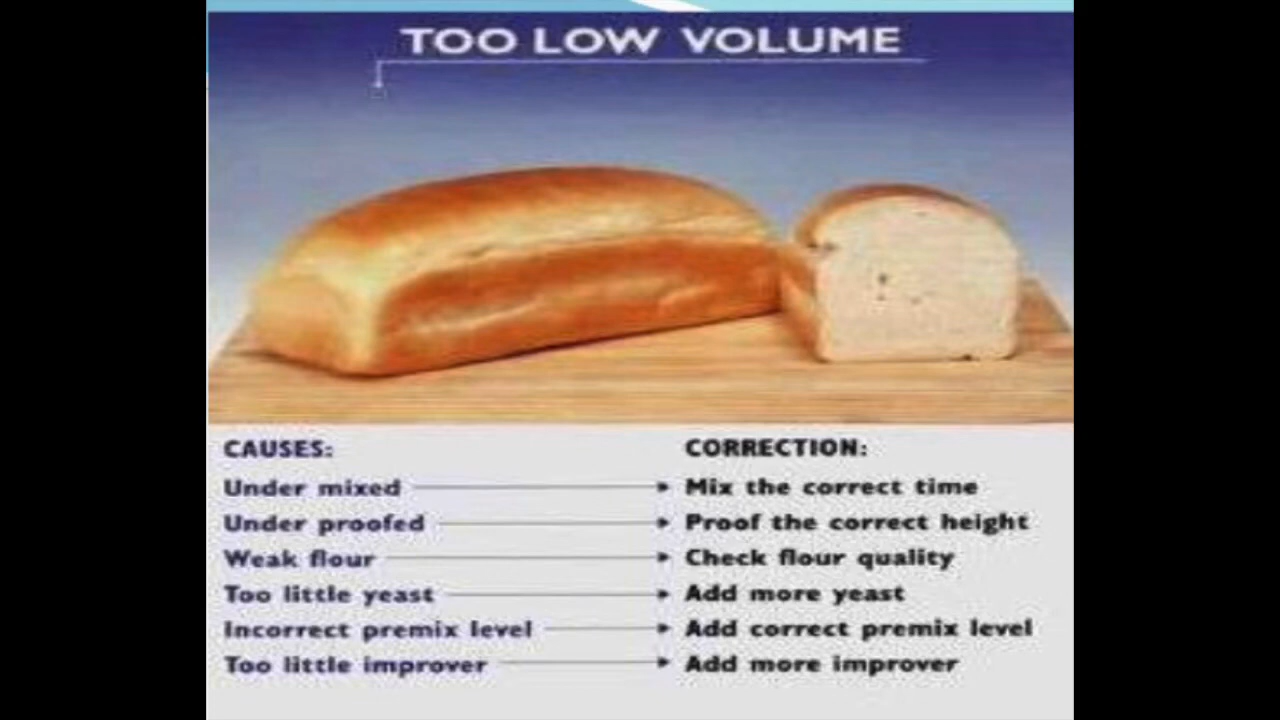 TOO LOW VOLUME
CAUSES: CORRECTION:
Under mixed Mix the correct time
Under proofed Proof the correct height
Weak flour Check flour quality
Too little yeast Add more yeast
Incorrect premix level Add correct premix level
Too little improver Add more improver